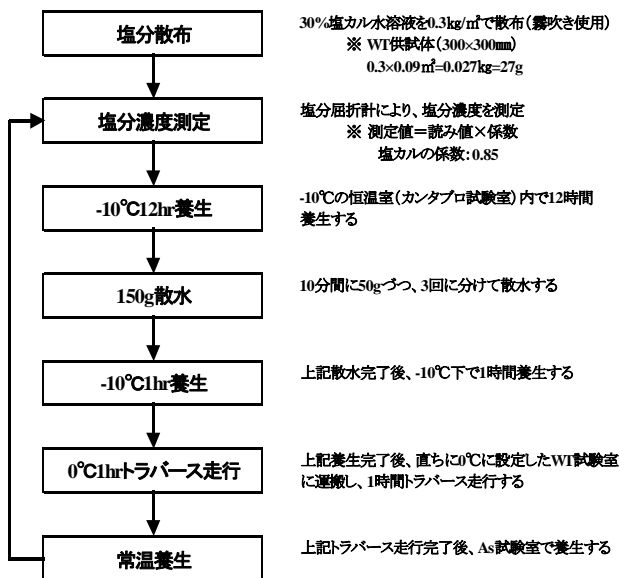 塩分散布
30%塩カル水溶液を0.3㎏/㎡で散布(霧吹き使用)
※ WT供試体(300×300㎜)
0.3×0.09㎡=0.027㎏=27g
塩分濃度測定
塩分屈折計により、塩分濃度を測定
※ 測定値=読み値×係数
塩カルの係数:0.85
-10℃12hr養生
-10℃の恒温室(カンタブロ試験室)内で12時間
養生する
150g散水
10分間に50gづつ、3回に分けて散水する
-10℃1hr養生
上記散水完了後、-10℃下で1時間養生する
0℃1hrトラバース走行
上記養生完了後、直ちに0℃に設定したWT試験室
に運搬し、1時間トラバース走行する
常温養生
上記トラバース走行完了後、As試験室で養生する